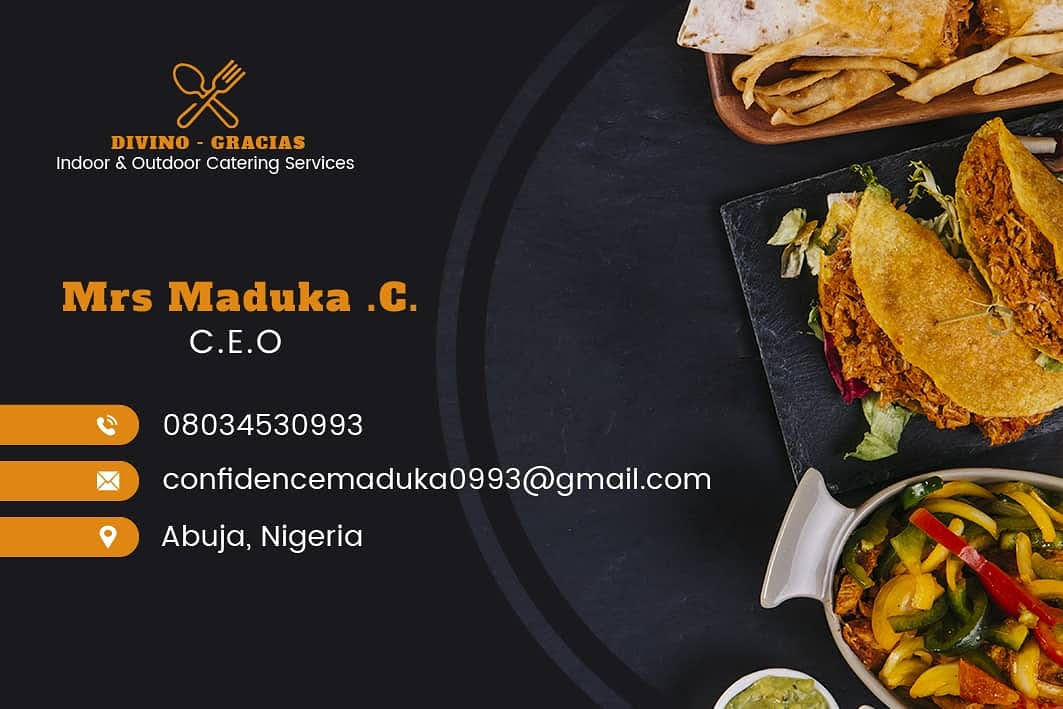 DIVINO - GRACIAS
Indoor & Outdoor Catering Services
Mrs Maduka .C.
C.E.O
08034530993
confidencemaduka0993@gmail.com
Abuja, Nigeria